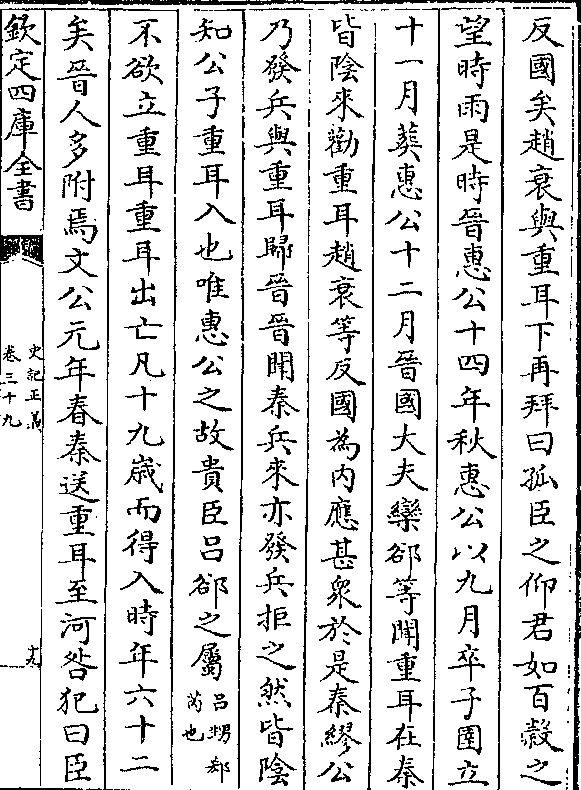 反國矣趙衰與重耳下再拜曰孤臣之仰君如百穀之
望時雨是時晉惠公十四年秋惠公以九月卒子圉立
十一月葬惠公十二月晉國大夫欒郤等聞重耳在秦
皆陰來勸重耳趙衰等反國為内應甚衆於是秦繆公
乃發兵與重耳歸晉晉聞秦兵來亦發兵拒之然皆陰
知公子重耳入也唯惠公之故貴臣吕郤之屬吕甥郤芮也
不欲立重耳重耳出亡凡十九歲而得入時年六十二
矣晉人多附焉文公元年春秦送重耳至河咎犯曰臣
欽定四庫全書
史記正義
卷三十九
十九